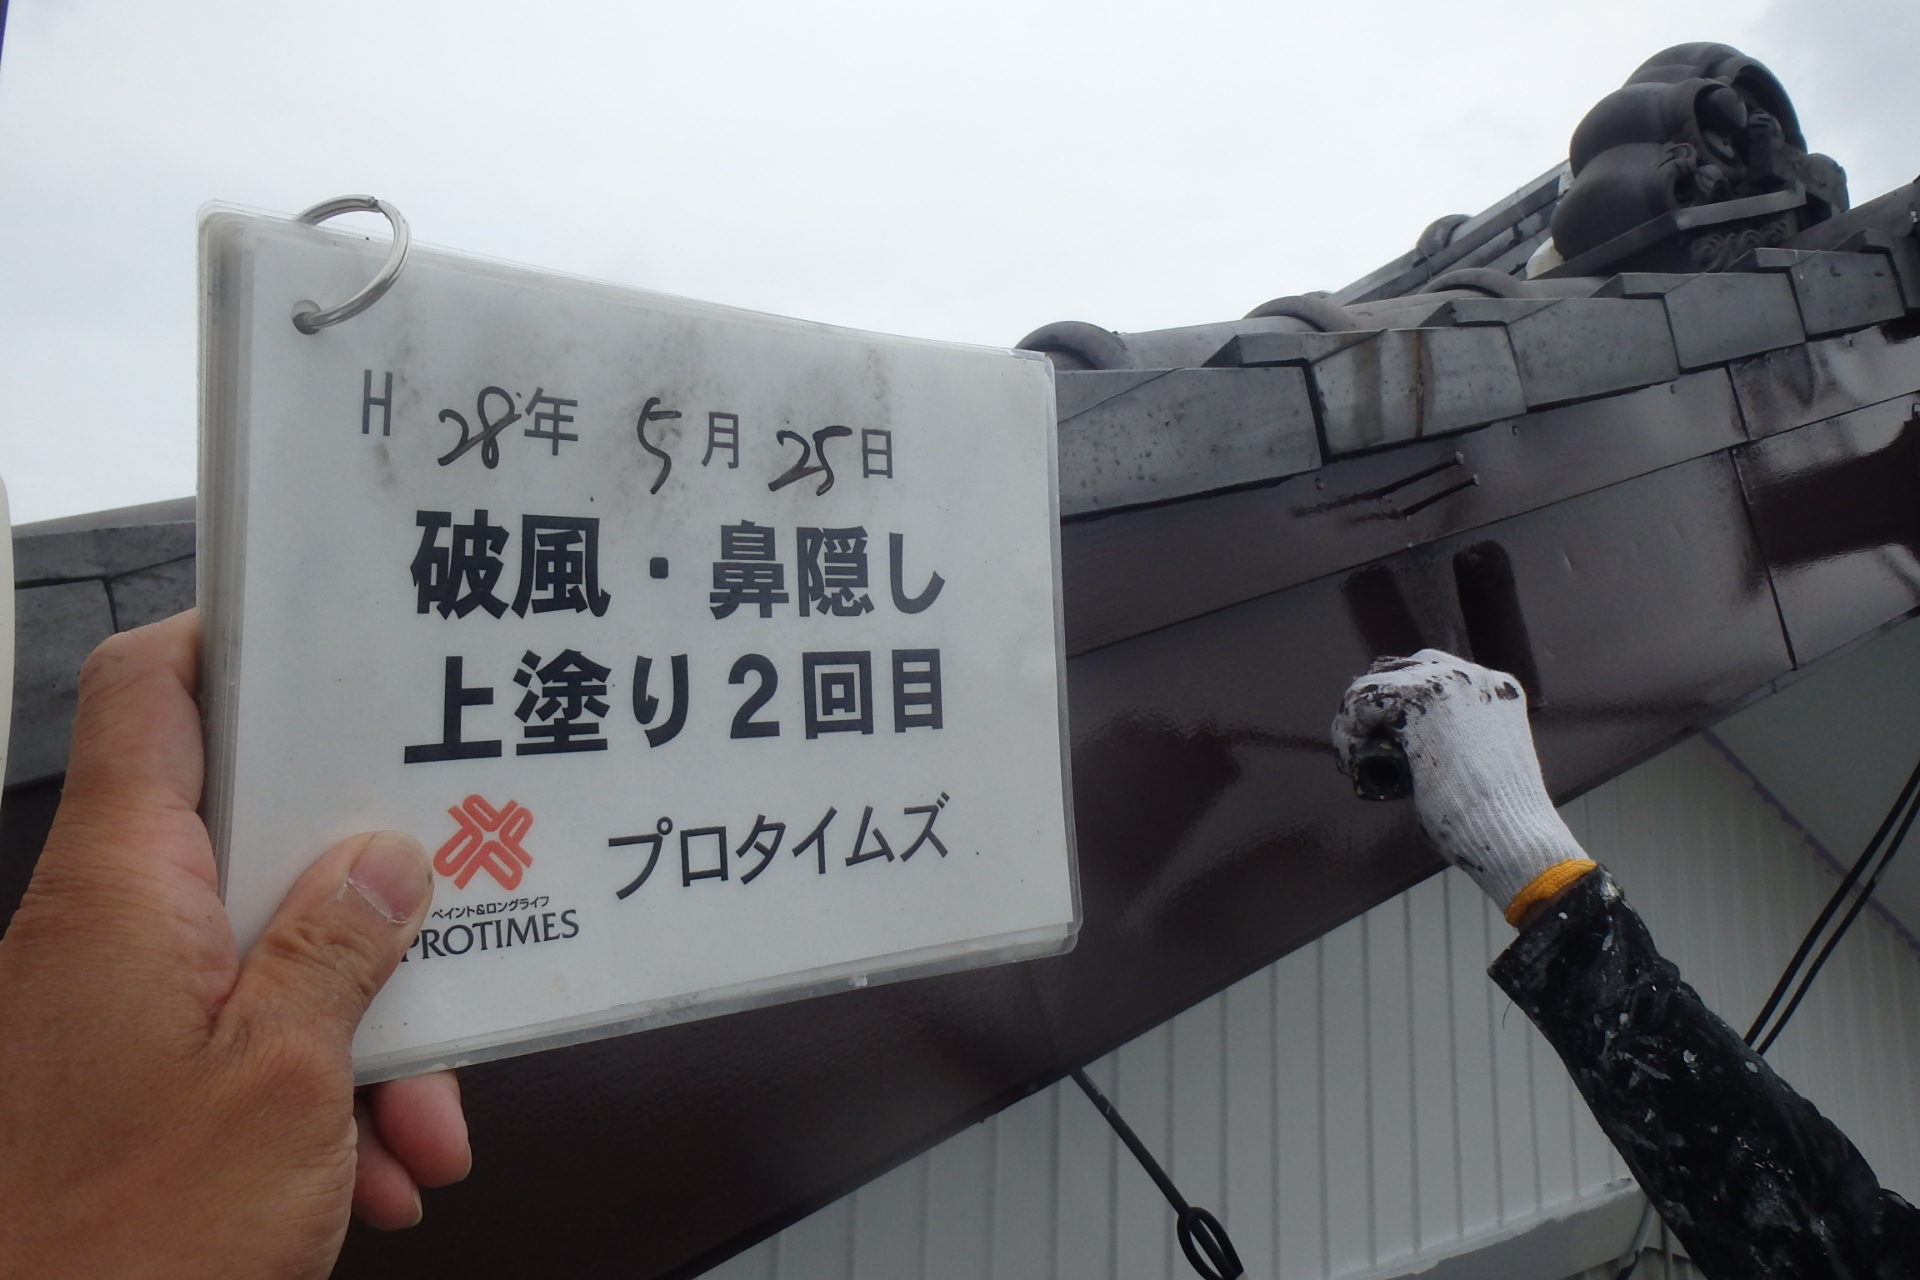 H 28年 5月 25日
破風・鼻隠し
上塗り2回目
プロタイムズ
ペイント&ロングライフ
PROTIMES